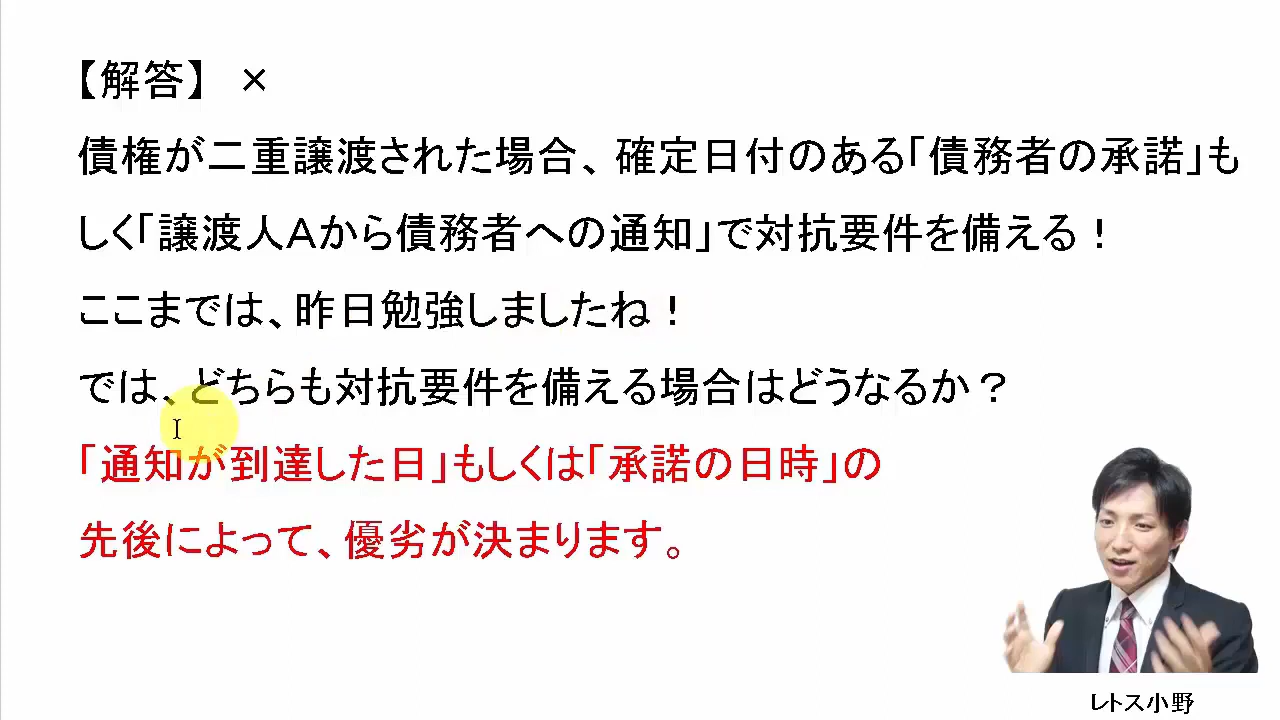 【解答】 ×
債権が二重譲渡された場合、確定日付のある「債務者の承諾」も
しく「譲渡人Aから債務者への通知」で対抗要件を備える！
ここまでは、昨日勉強しましたね！
では、どちらも対抗要件を備える場合はどうなるか？
「通知が到達した日」もしくは「承諾の日時」の
先後によって、優劣が決まります。
レトス小野